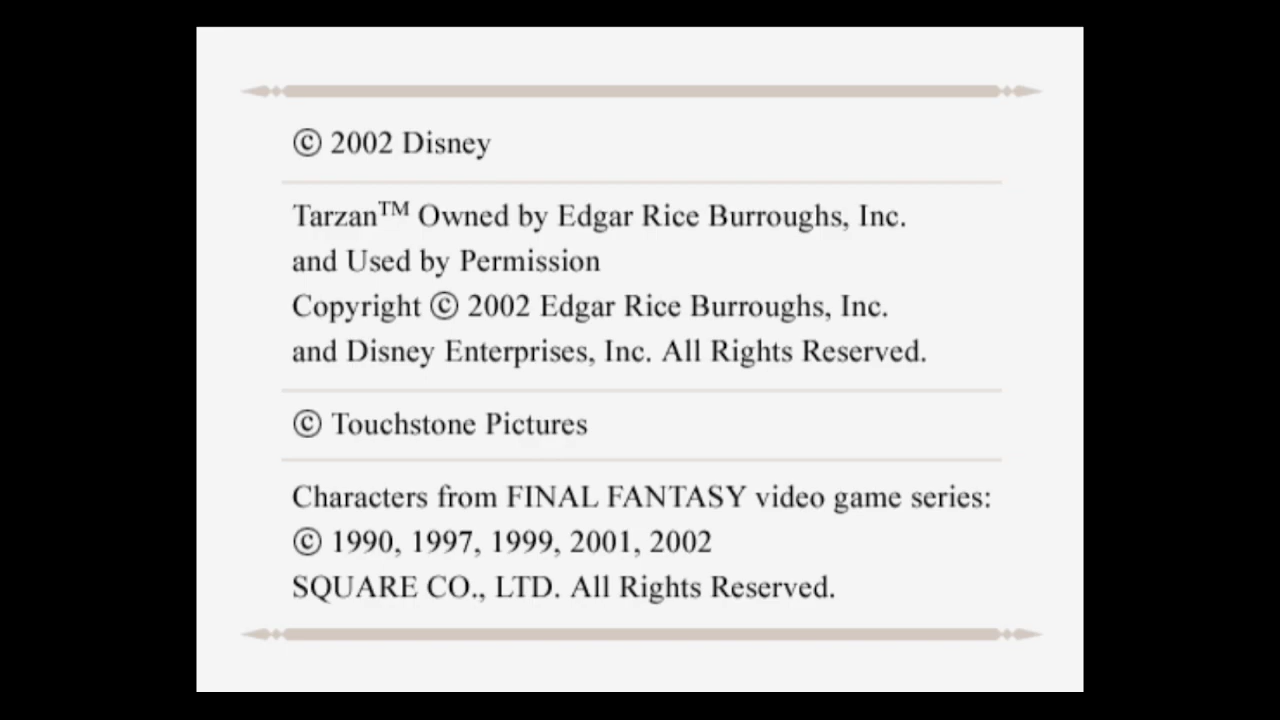 © 2002 Disney
Tarzan™ Owned by Edgar Rice Burroughs, Inc.
and Used by Permission
Copyright © 2002 Edgar Rice Burroughs, Inc.
and Disney Enterprises, Inc. All Rights Reserved.
© Touchstone Pictures
Characters from FINAL FANTASY video game series:
© 1990, 1997, 1999, 2001, 2002
SQUARE CO., LTD. All Rights Reserved.